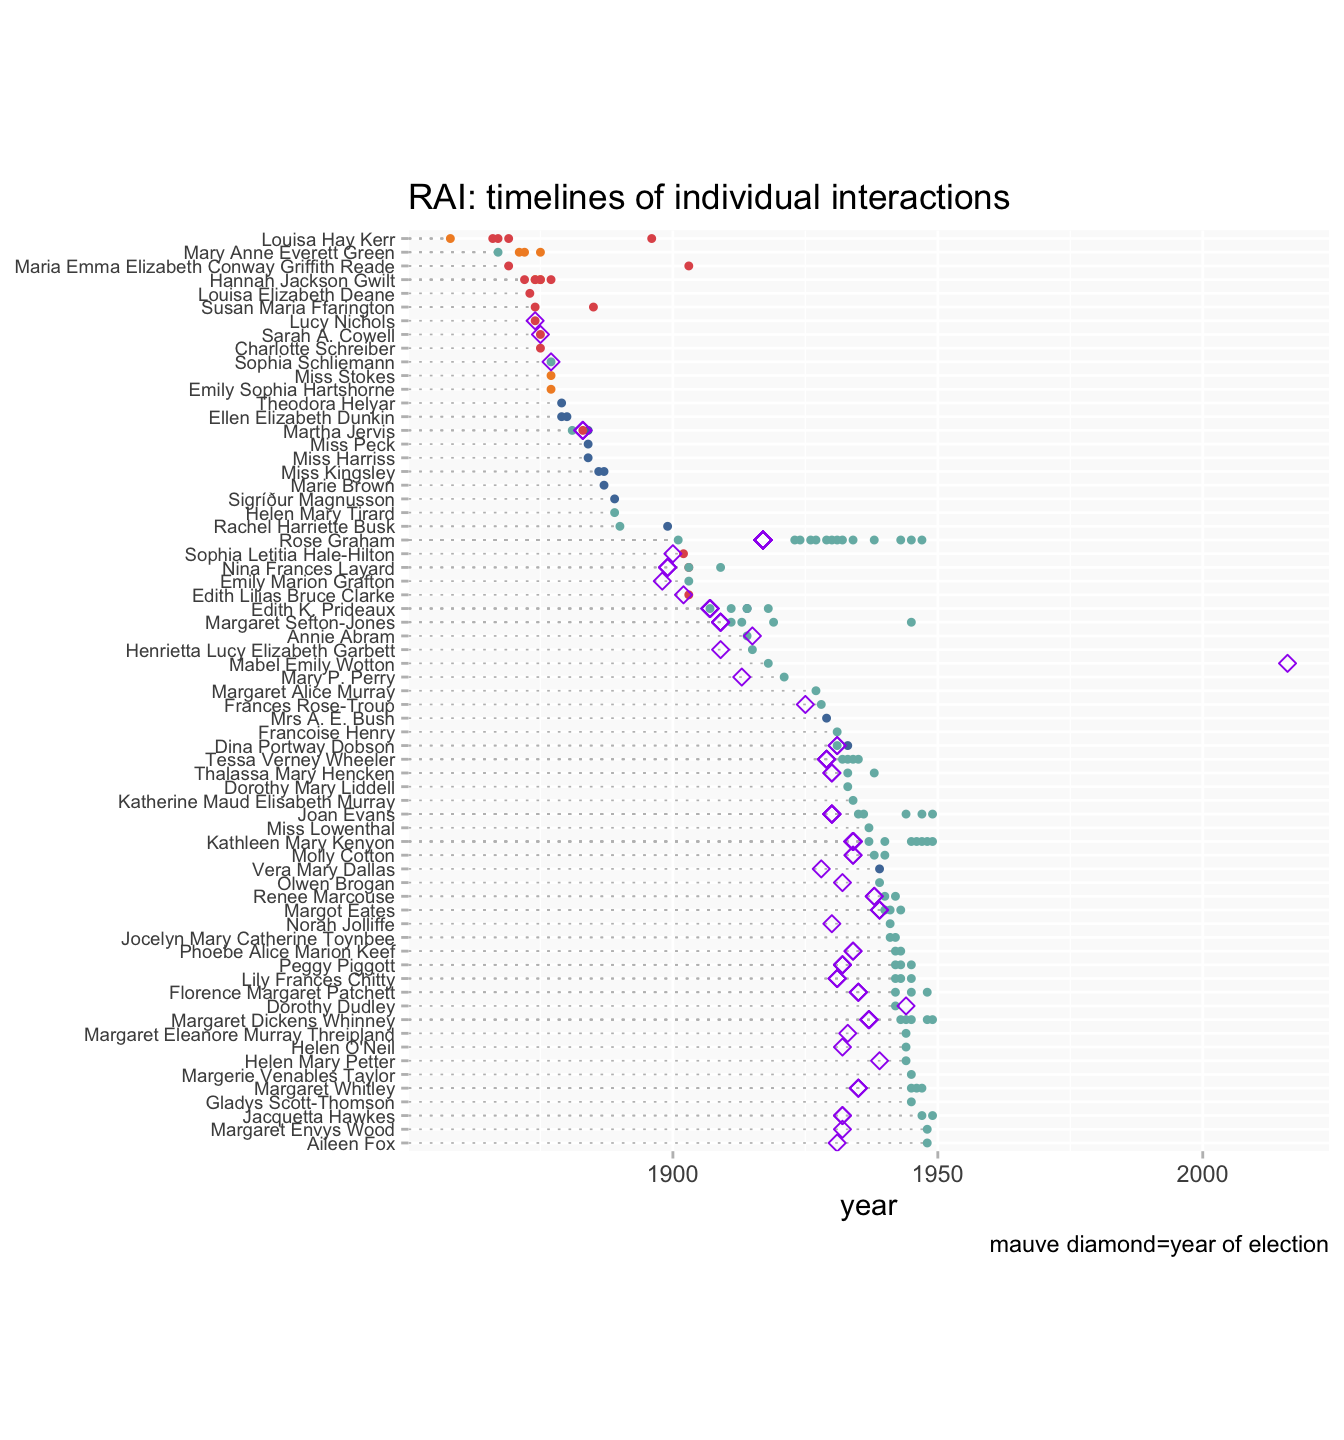 RAI: timelines of individual interactions
Louisa Hay Kerr
Mary Anne Everett Green
Maria Emma Elizabeth Conway Griffith Reade
Hannah Jackson Gwilt
Louisa Elizabeth Deane
Susan Maria Ffarington
Lucy Nichols
Sarah A. Cowell
Charlotte Schreiber
Sophia Schliemann
Miss Stokes
Emily Sophia Hartshorne
Theodora Helyar
Ellen Elizabeth Dunkin
Martha Jervis
Miss Peck
Miss Harriss
Miss Kingsley
Marie Brown
Sigríður Magnusson
Helen Mary Tirard
Rachel Harriette Busk
Rose Graham
Sophia Letitia Hale-Hilton
Nina Frances Layard
Emily Marion Grafton
Edith Lilias Bruce Clarke
Edith K. Prideaux
Margaret Sefton-Jones
Annie Abram
Henrietta Lucy Elizabeth Garbett
Mabel Emily Wotton
Mary P. Perry
Margaret Alice Murray
Frances Rose-Troup
Mrs A. E. Bush
Francoise Henry
Dina Portway Dobson
Tessa Verney Wheeler
Thalassa Mary Hencken
Dorothy Mary Liddell
Katherine Maud Elisabeth Murray
Joan Evans
Miss Lowenthal
Kathleen Mary Kenyon
Molly Cotton
Vera Mary Dallas
Olwen Brogan
Renee Marcouse
Margot Eates
Norah Jolliffe
Jocelyn Mary Catherine Toynbee
Phoebe Alice Marion Keef
Peggy Piggott
Lily Frances Chitty
Florence Margaret Patchett
Dorothy Dudley
Margaret Dickens Whinney
Margaret Eleanore Murray Threipland
Helen O'Neil
Helen Mary Petter
Margerie Venables Taylor
Margaret Whitley
Gladys Scott-Thomson
Jacquetta Hawkes
Margaret Envys Wood
Aileen Fox
1900 1950 2000
year
mauve diamond=year of election